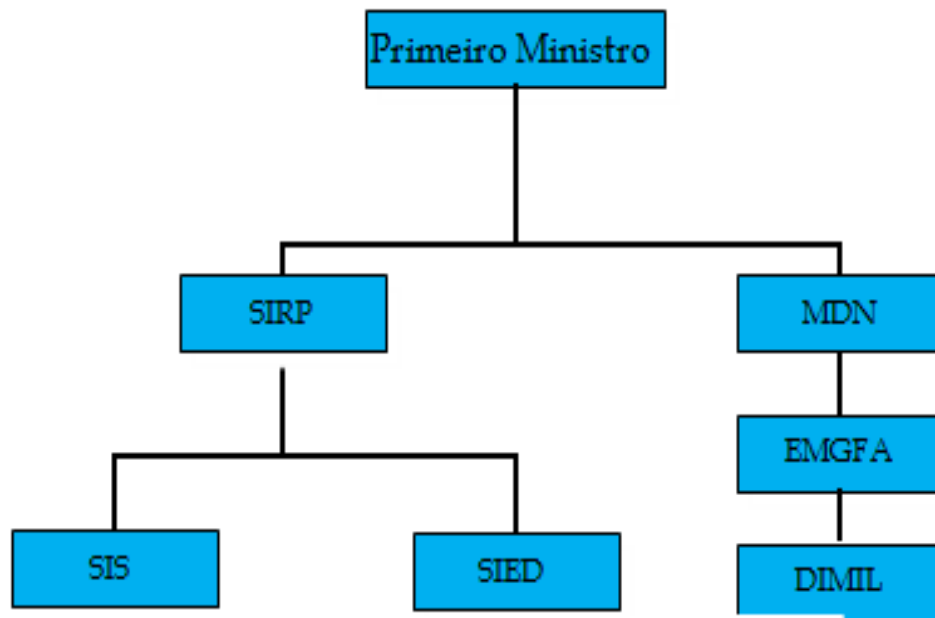 Primeiro Ministro
SIRP
MDN
EMGFA
SIS
SIED
DIMIL